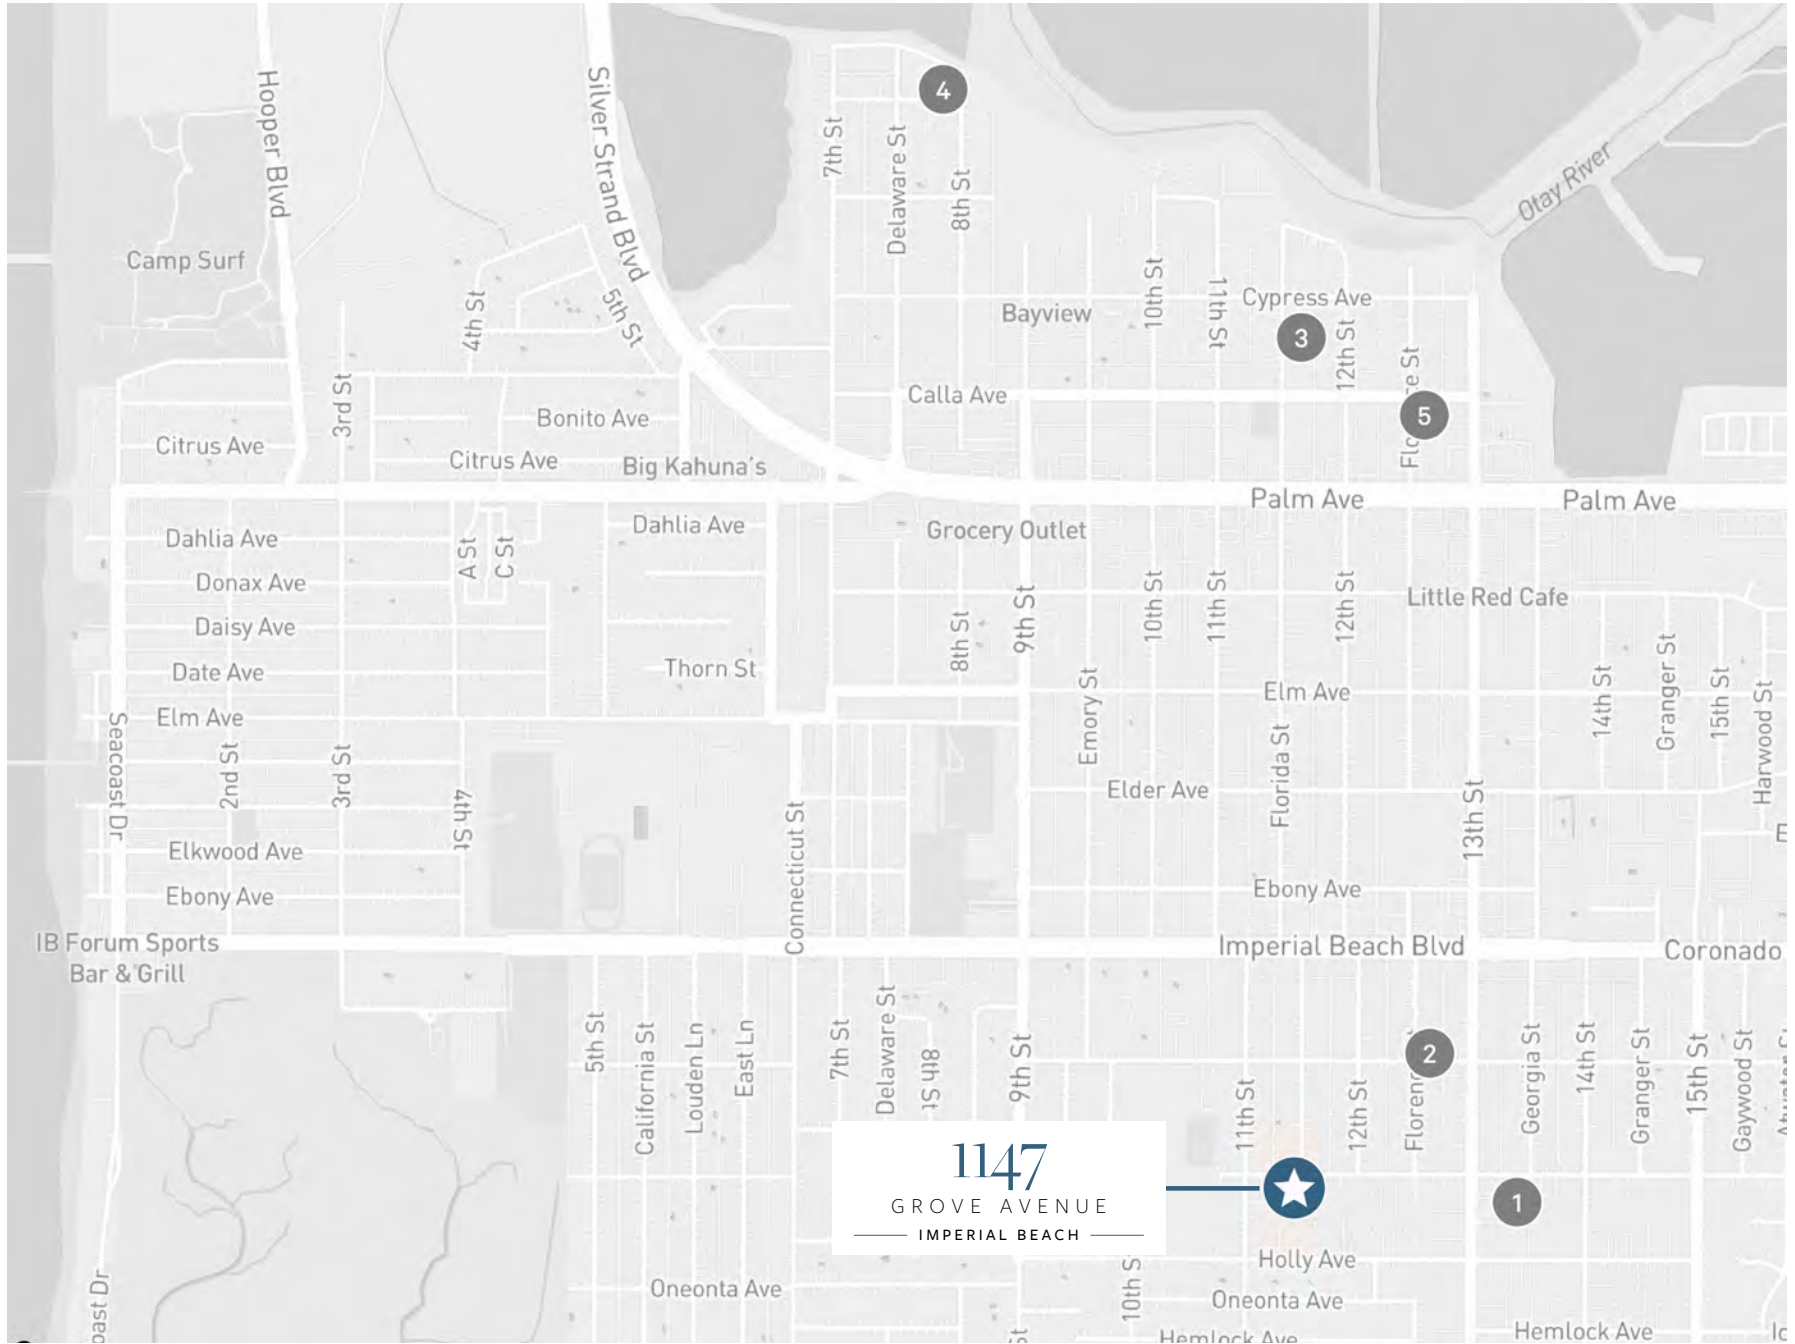 Hooper Blvd
Silver Strand Blvd
4
7th St
Delaware St
8th St
Otay River
Camp Surf
4th St
5th St
Bayview
10th St
11th St
Cypress Ave
3
12th St
3rd St
Calla Ave
5
Bonito Ave
Citrus Ave
Citrus Ave
Big Kahuna's
Palm Ave
Palm Ave
Dahlia Ave
A St
C St
Dahlia Ave
Grocery Outlet
Donax Ave
Daisy Ave
8th St
9th St
10th St
11th St
12th St
Little Red Cafe
Date Ave
Thorn St
Emory St
Elm Ave
14th St
Granger St
15th St
Harwood St
Elm Ave
Seacoast Dr
2nd St
3rd St
4th St
Connecticut St
Elder Ave
Florida St
13th St
Elkwood Ave
Ebony Ave
Ebony Ave
IB Forum Sports
Bar & Grill
Imperial Beach Blvd
Coronado
5th St
California St
Louden Ln
East Ln
7th St
Delaware St
8th St
9th St
2
11th St
12th St
Georgia St
14th St
Granger St
15th St
Gaywood St
1147
GROVE AVENUE
IMPERIAL BEACH
1
Holly Ave
Oneonta Ave
10th S
Oneonta Ave
Hemlock Ave
Hemlock Ave